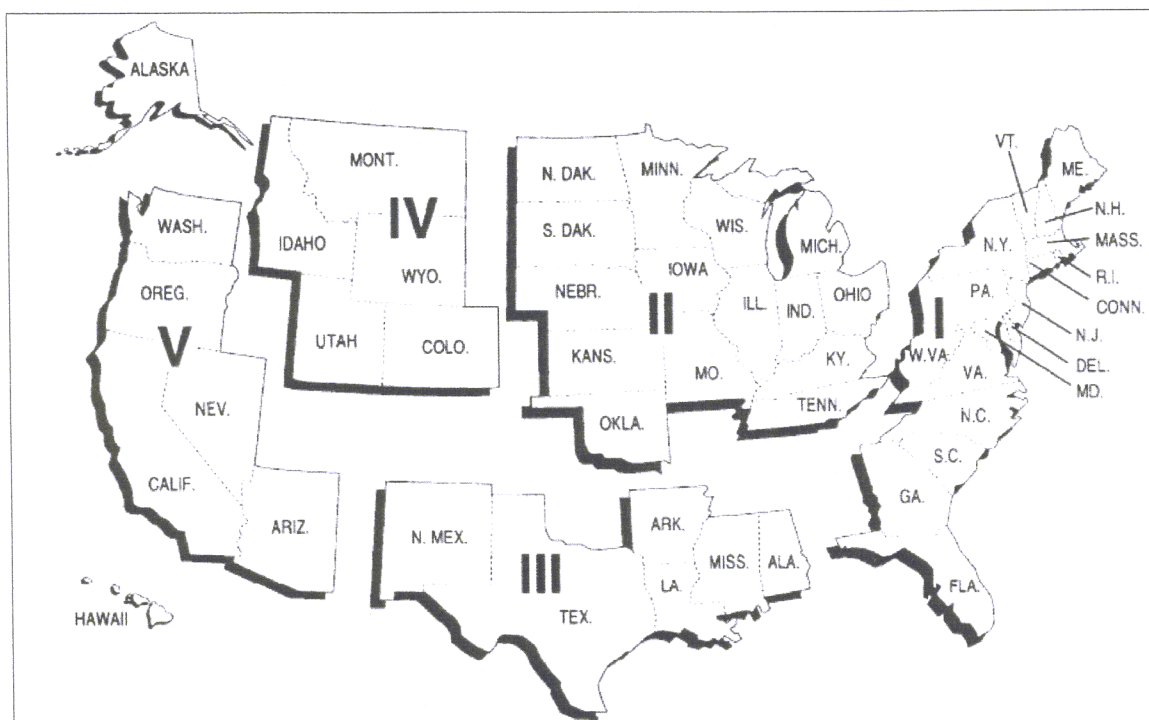 ALASKA
WASH.
OREG.
V
NEV.
CALIF.
ARIZ.
HAWAII
MONT.
IV
IDAHO
WYO.
UTAH
COLO.
N. DAK.
MINN.
S. DAK.
WIS.
MICH.
NEBR.
IOWA
II
ILL.
IND.
OHIO
KANS.
MO.
KY.
OKLA.
TENN.
N. MEX.
III
TEX.
ARK.
LA.
MISS.
ALA.
VT.
ME.
N.H.
N.Y.
MASS.
R.I.
CONN.
PA.
I
N.J.
DEL.
MD.
W.VA.
VA.
N.C.
S.C.
GA.
FLA.